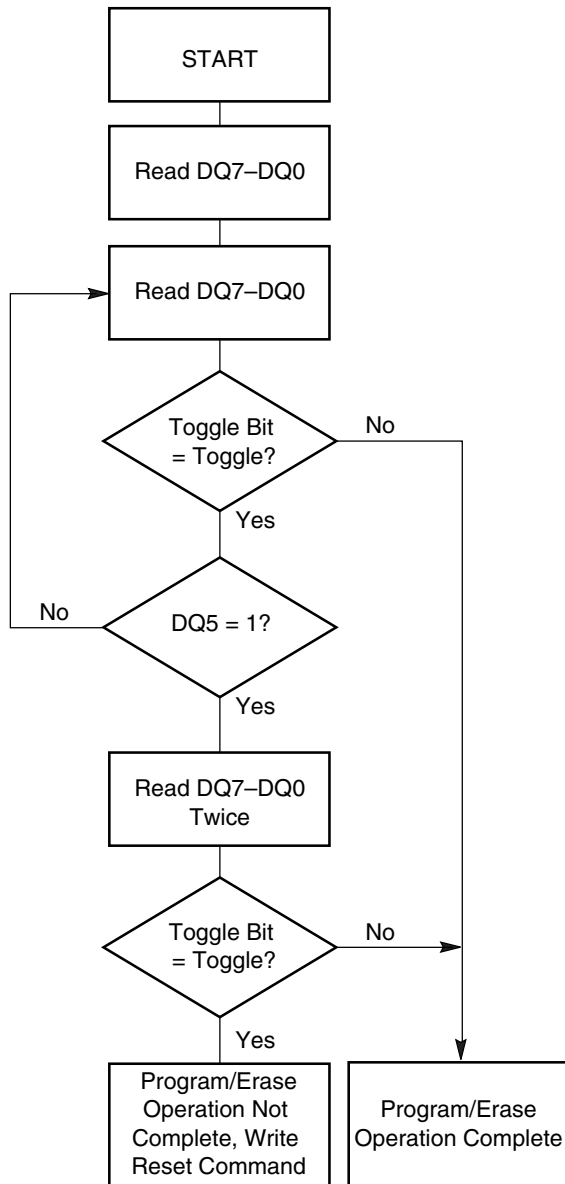 START
Read DQ7–DQ0
Read DQ7–DQ0
Toggle Bit
= Toggle?
No
Yes
No
DQ5 = 1?
Yes
Read DQ7–DQ0
Twice
Toggle Bit
= Toggle?
No
Yes
Program/Erase
Operation Not
Complete, Write
Reset Command
Program/Erase
Operation Complete